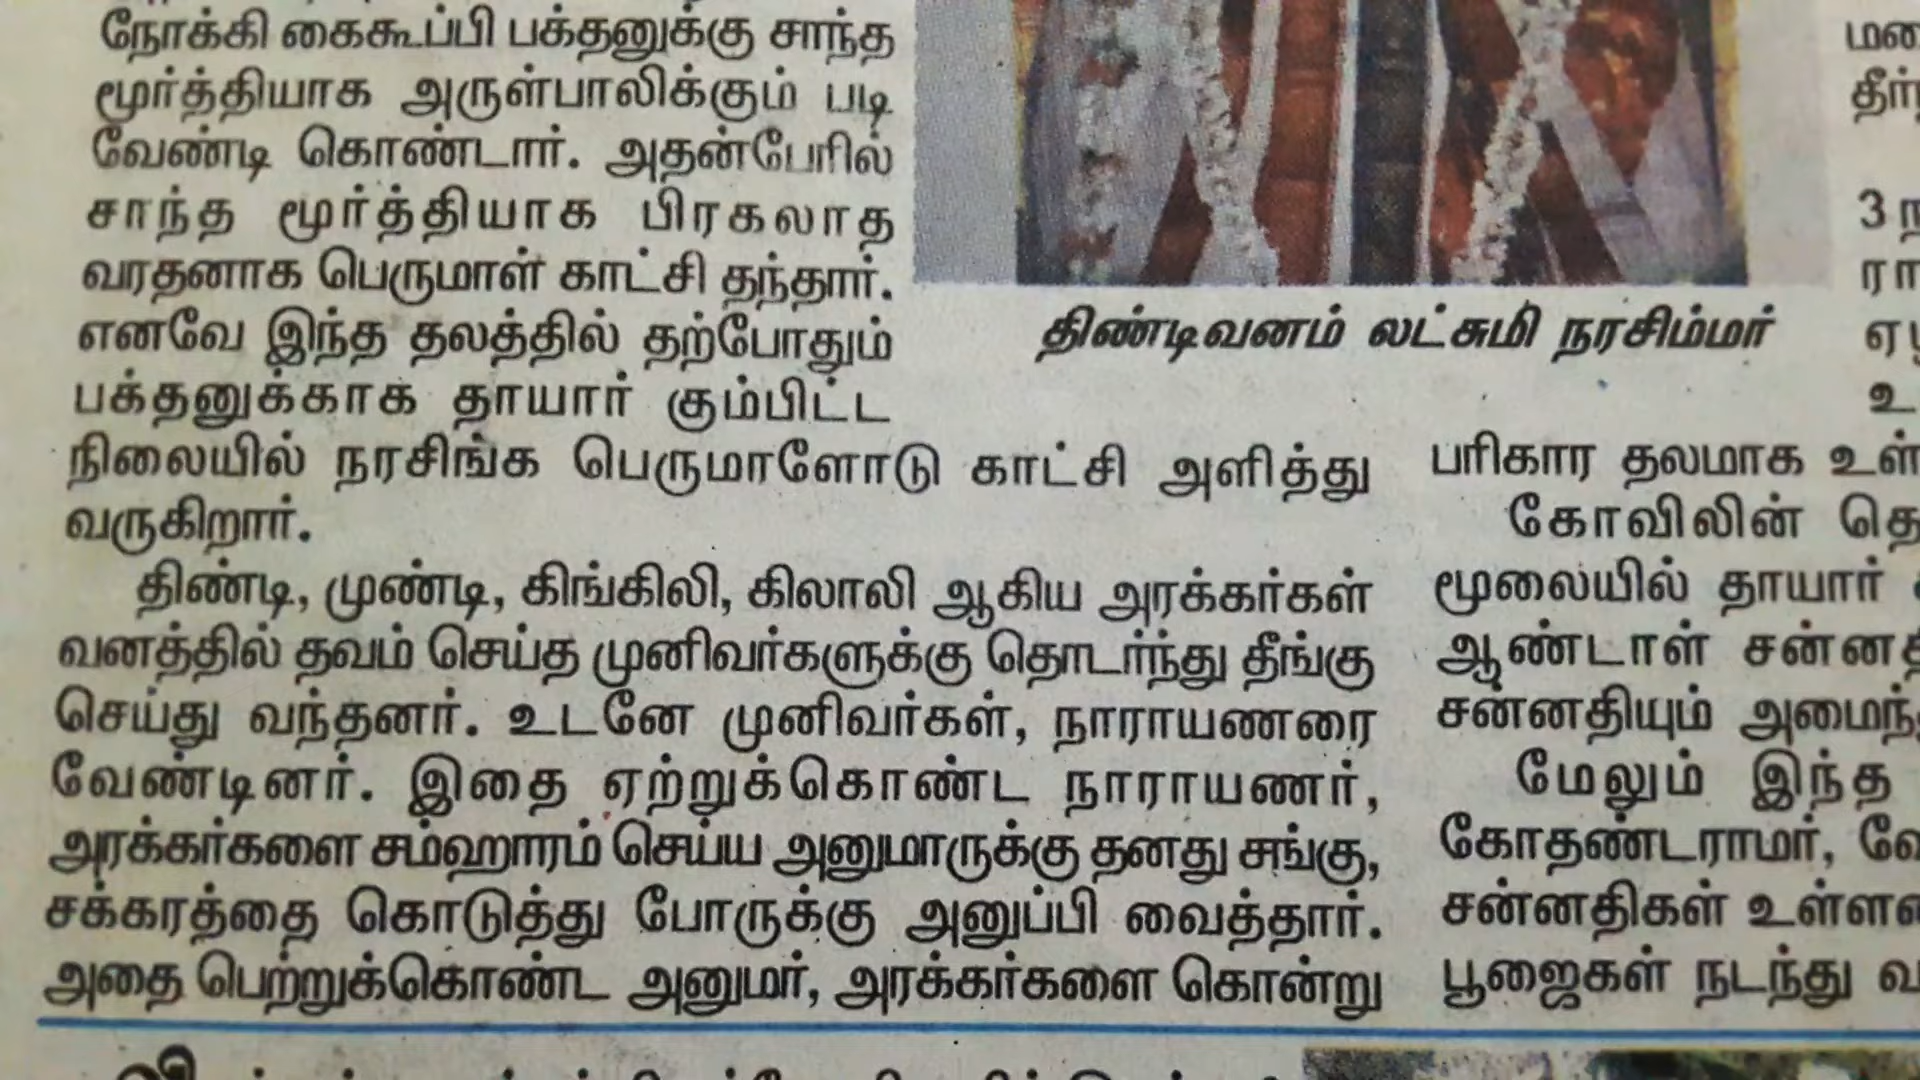 நோக்கி கைகூப்பி பக்தனுக்கு சாந்த
மூர்த்தியாக அருள்பாலிக்கும் படி
வேண்டி கொண்டார். அதன்பேரில்
சாந்த மூர்த்தியாக பிரகலாத
வரதனாக பெருமாள் காட்சி தந்தார்.
எனவே இந்த தலத்தில் தற்போதும்
பக்தனுக்காக தாயார் கும்பிட்ட
நிலையில் நரசிங்க பெருமாளோடு காட்சி அளித்து
வருகிறார்.
திண்டி, முண்டி, கிங்கிலி, கிலாலி ஆகிய அரக்கர்கள்
வனத்தில் தவம் செய்த முனிவர்களுக்கு தொடர்ந்து தீங்கு
செய்து வந்தனர். உடனே முனிவர்கள், நாராயணரை
வேண்டினர். இதை ஏற்றுக்கொண்ட நாராயணர்,
அரக்கர்களை சம்ஹாரம் செய்ய அனுமாருக்கு தனது சங்கு,
சக்கரத்தை கொடுத்து போருக்கு அனுப்பி வைத்தார்.
அதை பெற்றுக்கொண்ட அனுமர், அரக்கர்களை கொன்று
திண்டிவனம் லட்சுமி நரசிம்மர்
3
பரிகார தலமாக
கோவிலின்
மூலையில் தாயார்
ஆண்டாள்
சன்னதியும்
மேலும் இந்த
கோதண்டராமர்,
சன்னதிகள்
பூஜைகள் நடந்து